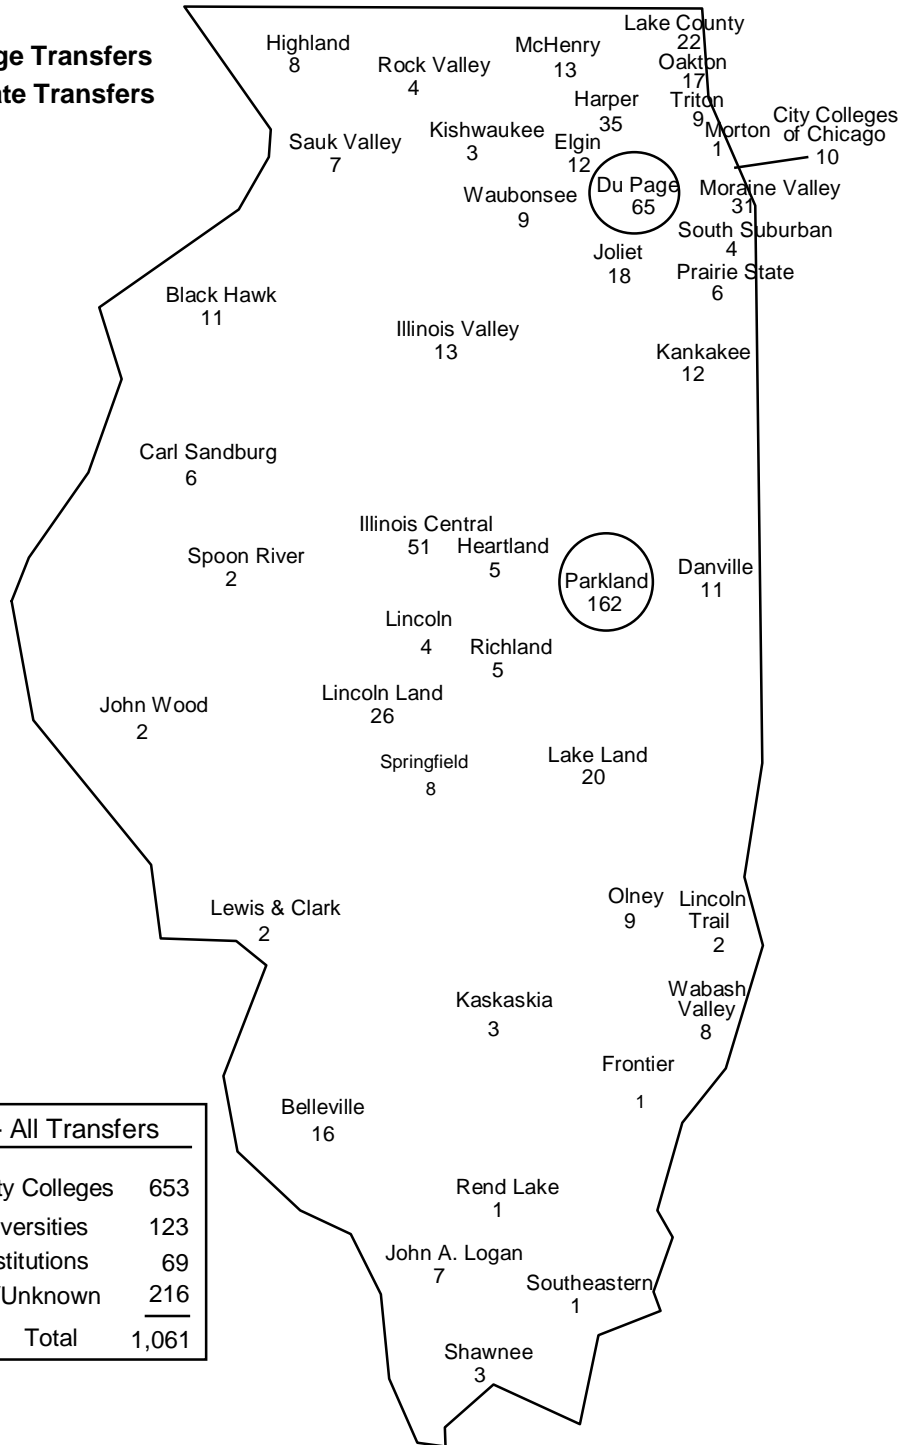 ge Transfers
ate Transfers
Highland
8
Rock Valley
4
McHenry
13
Lake County
22
Oakton
17
Harper
35
Triton
9
Morton
1
City Colleges
of Chicago
10
Sauk Valley
7
Kishwaukee
3
Elgin
12
Du Page
65
Waubonsee
9
Moraine Valley
31
South Suburban
4
Joliet
18
Prairie State
6
Black Hawk
11
Illinois Valley
13
Kankakee
12
Carl Sandburg
6
Illinois Central
51
Heartland
5
Spoon River
2
Parkland
162
Danville
11
Lincoln
4
Richland
5
John Wood
2
Lincoln Land
26
Springfield
8
Lake Land
20
Lewis & Clark
2
Olney
9
Lincoln
Trail
2
Kaskaskia
3
Wabash
Valley
8
Frontier
1
Belleville
16
Rend Lake
1
John A. Logan
7
Southeastern
1
Shawnee
3
- All Transfers
ty Colleges 653
versities 123
stitutions 69
/Unknown 216
Total 1,061